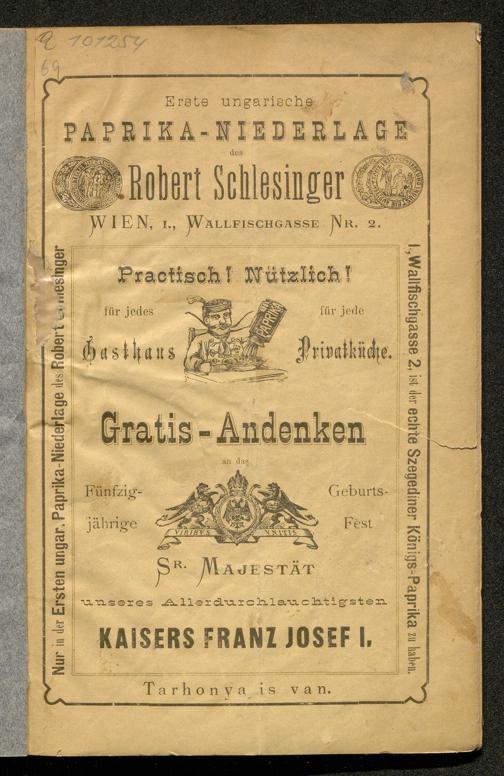 101254
69
Erste ungarische
PAPRIKA-NIEDERLAGE
des
Robert Schlesinger
WIEN, I., WALLFISCHGASSE NR. 2.
Practisch! Nützlich!
für jedes
Gasthaus
PAPRIKA
für jede
Privatküche.
Gratis-Andenken
an das
Fünfzig-
jährige
VIRIBUS UNITIS
Geburts-
Fest
SR. MAJESTÄT
unseres Allerdurchlauchtigsten
KAISERS FRANZ JOSEF I.
Tarhonya is van.
Nur in der Ersten ungar. Paprika-Niederlage des Robert Schlesinger
I., Wallfischgasse 2, ist der echte Szegediner Königs-Paprika zu haben.